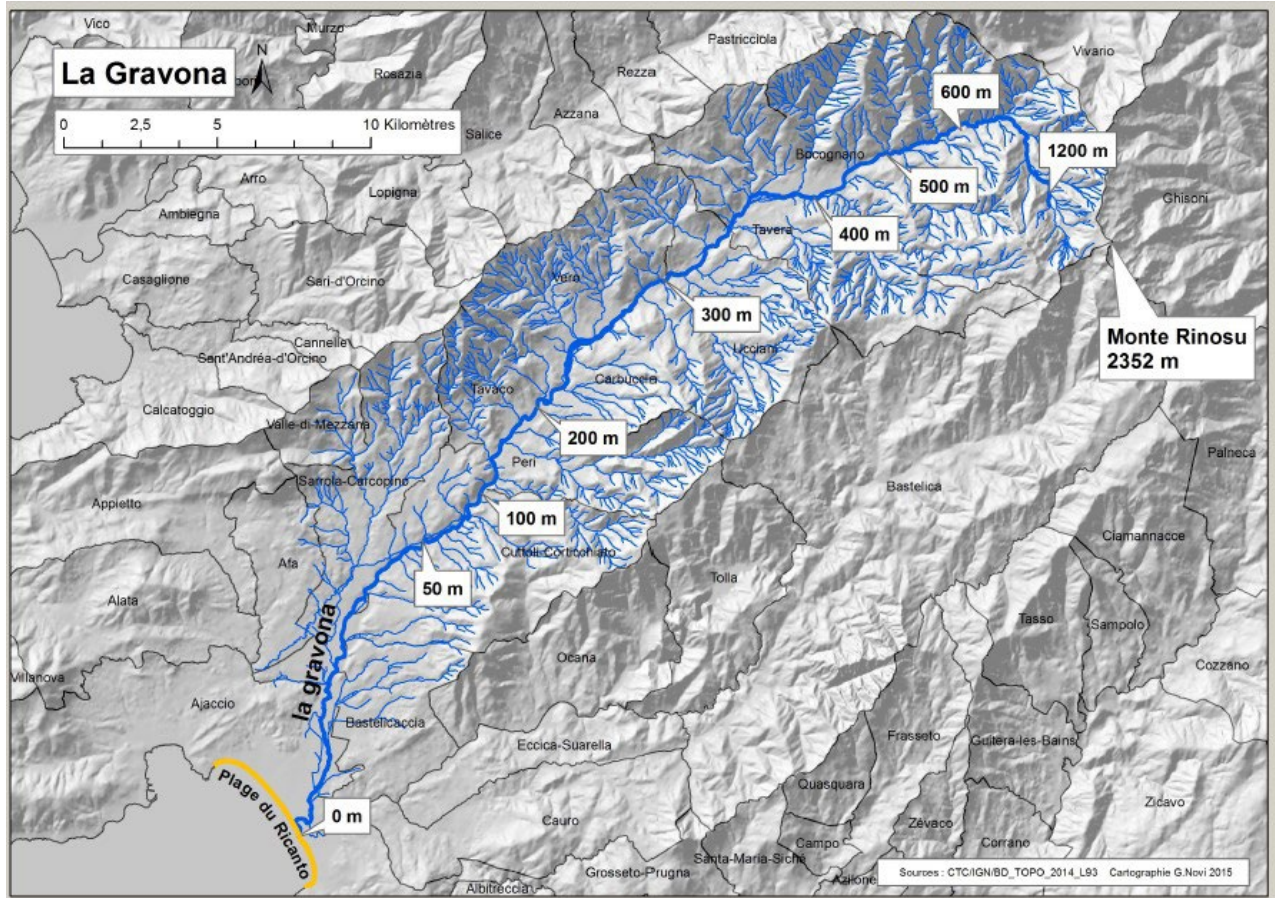 Vico
Murzo
Pastricciola
Vivario
La Gravona
N
Rosazia
Rezza
Azzana
600 m
0 2,5 5 10 Kilomètres
Salice
Bocognano
1200 m
Arro
Lopigna
500 m
Ghisoni
Ambiegna
Tavera
400 m
Casaglione
Sari-d'Orcino
Vero
300 m
Monte Rinosu
2352 m
Cannelle
Sant'Andréa-d'Orcino
Ucciani
Carbuccia
Tavaco
Calcatoggio
Valle-di-Mezzana
200 m
Peri
Palneca
Sarrola-Carcopino
Bastelica
Appietto
100 m
Ciamannacce
Cuttoli-Corticchiato
Afa
50 m
Tolla
Alata
Tasso
Sampolo
la gravona
Ocana
Cozzano
Villanova
Ajaccio
Bastelicaccia
Frasseto
Guitera-les-Bains
Eccica-Suarella
Plage du Ricanto
Quasquara
Zicavo
0 m
Cauro
Zévaco
Campo
Corrano
Santa-Maria-Siché
Grosseto-Prugna
Azilone
Albitreccia
Sources : CTC/IGN/BD_TOPO_2014_L93 Cartographie G.Novi 2015